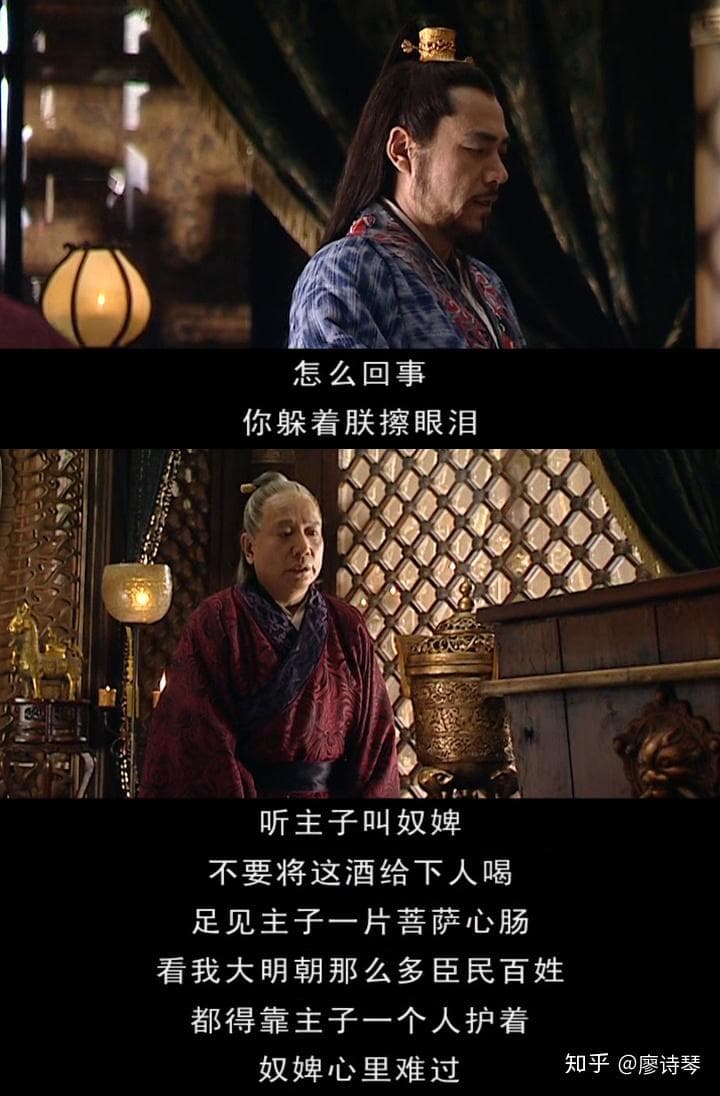 怎么回事
你躲着朕擦眼泪
听主子叫奴婢
不要将这酒给下人喝
足见主子一片菩萨心肠
看我大明朝那么多臣民百姓
都得靠主子一个人护着
奴婢心里难过
知乎 @廖诗琴